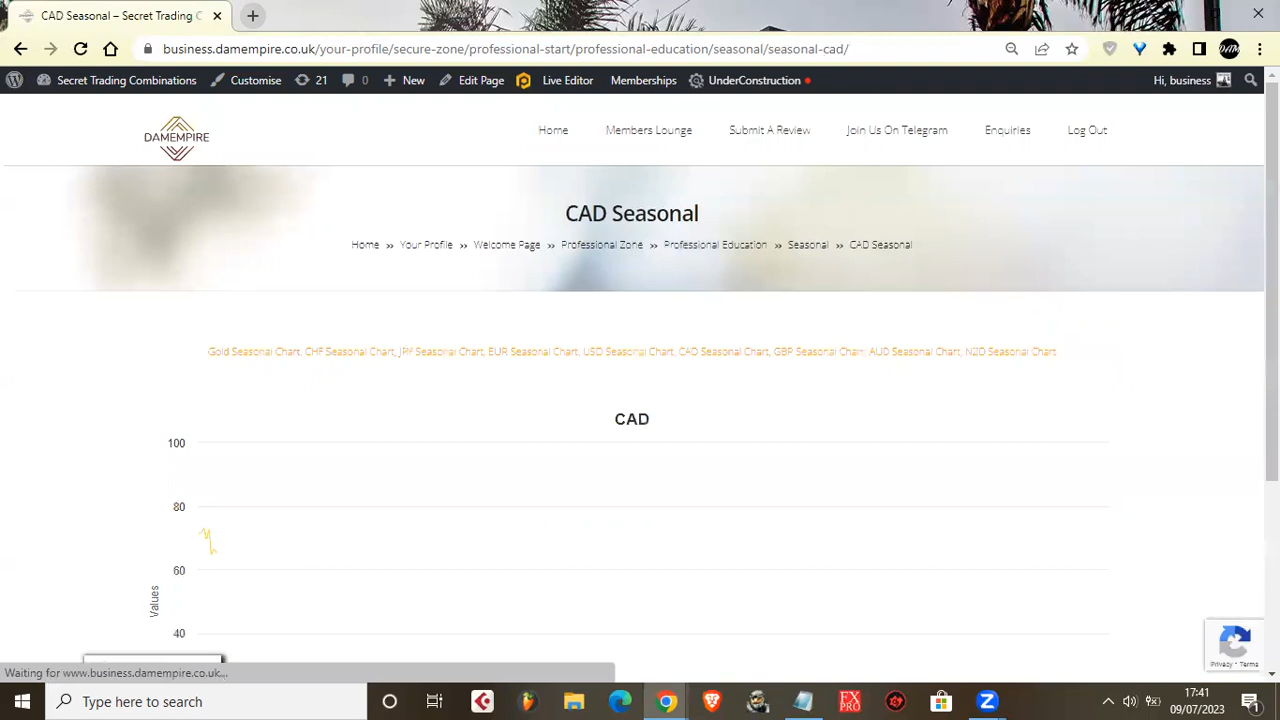 CAD Seasonal – Secret Trading C
business.damempire.co.uk/your-profile/secure-zone/professional-start/professional-education/seasonal/seasonal-cad/
Secret Trading Combinations Customise 21 0 New Edit Page Live Editor Memberships UnderConstruction Hi, business
DAMEMPIRE
Home Members Lounge Submit A Review Join Us On Telegram Enquiries Log Out
CAD Seasonal
Home » Your Profile » Welcome Page » Professional Zone » Professional Education » Seasonal » CAD Seasonal
Gold Seasonal Chart, CHF Seasonal Chart, JPY Seasonal Chart, EUR Seasonal Chart, USD Seasonal Chart, CAD Seasonal Chart, GBP Seasonal Chart, AUD Seasonal Chart, NZD Seasonal Chart
CAD
100
80
60
Values
40
Privacy - Terms
Waiting for www.business.damempire.co.uk...
Type here to search
FX
PRO
17:41
09/07/2023
1